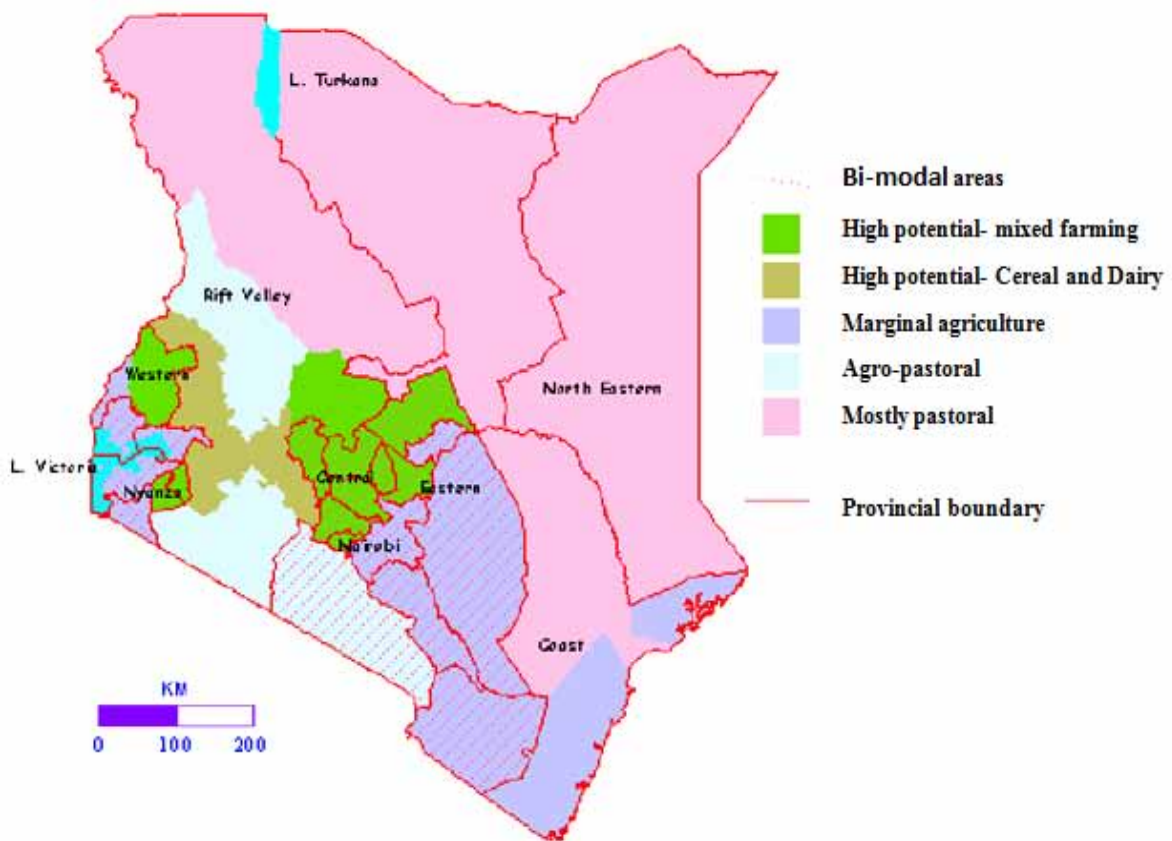 L. Turkana
Bi-modal areas
High potential- mixed farming
High potential- Cereal and Dairy
Rift Valley
Marginal agriculture
Western
Agro-pastoral
North Eastern
Mostly pastoral
L. Victoria
Central
Nyanza
Eastern
Provincial boundary
Nairobi
Coast
KM
0 100 200